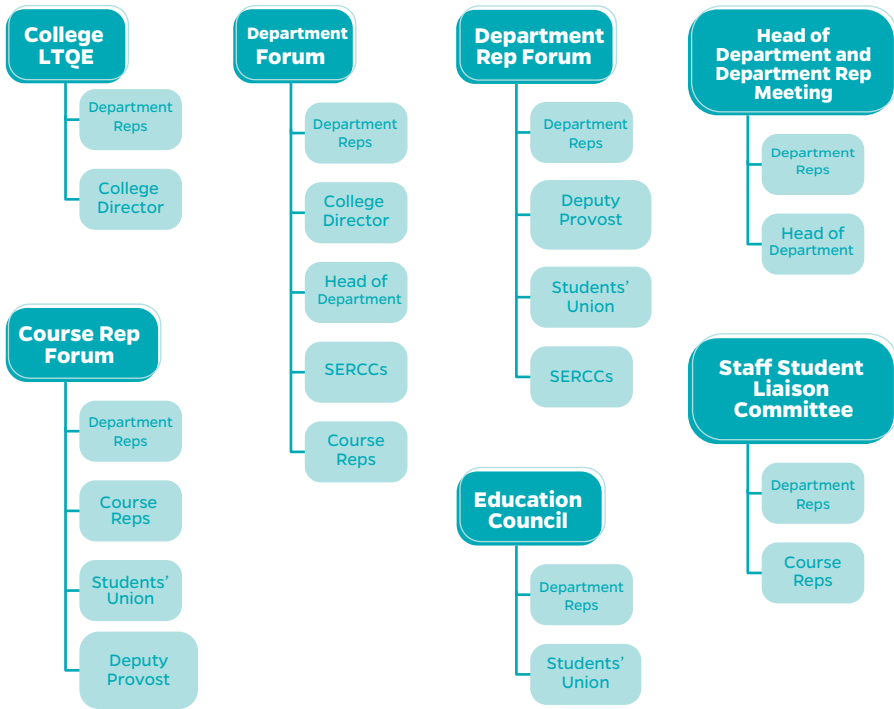 College
LTQE
Department
Reps
College
Director
Department
Forum
Department
Reps
College
Director
Head of
Department
SERCCs
Course
Reps
Department
Rep Forum
Department
Reps
Deputy
Provost
Students’
Union
SERCCs
Head of
Department and
Department Rep
Meeting
Department
Reps
Head of
Department
Course Rep
Forum
Department
Reps
Course
Reps
Students’
Union
Deputy
Provost
Education
Council
Department
Reps
Students’
Union
Staff Student
Liaison
Committee
Department
Reps
Course
Reps